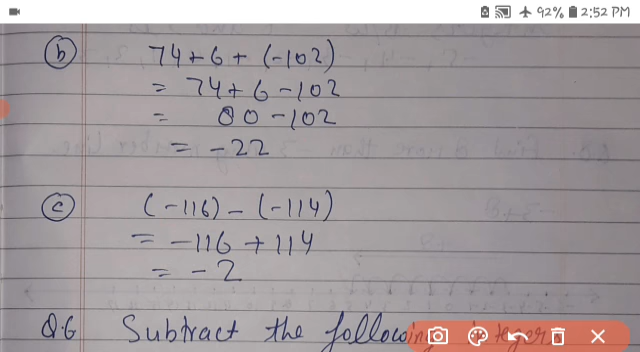 92% 2:52 PM
(b) 74+6+(-102)
= 74+6-102
= 80-102
= -22
(c) (-116)-(-114)
= -116+114
= -2
Q.6 Subtract the following